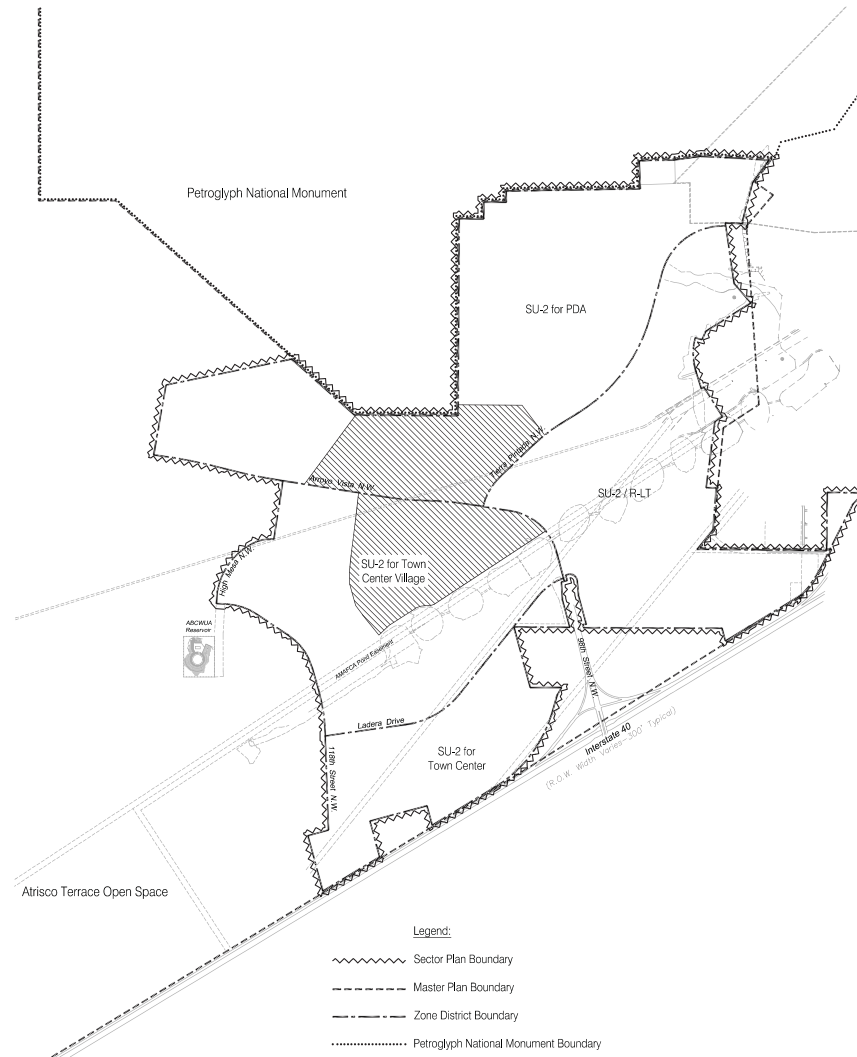 Petroglyph National Monument
SU-2 for PDA
Tierra Pintada N.W.
Arroyo Vista N.W.
SU-2 / R-LT
SU-2 for Town
Center Village
High Mesa N.W.
ABCWUA
Reservoir
AMAFCA Pond Easement
98th Street N.W.
Ladera Drive
118th Street N.W.
SU-2 for
Town Center
Interstate 40
(R.O.W. Width Varies-300' Typical)
Atrisco Terrace Open Space
Legend:
Sector Plan Boundary
Master Plan Boundary
Zone District Boundary
Petroglyph National Monument Boundary